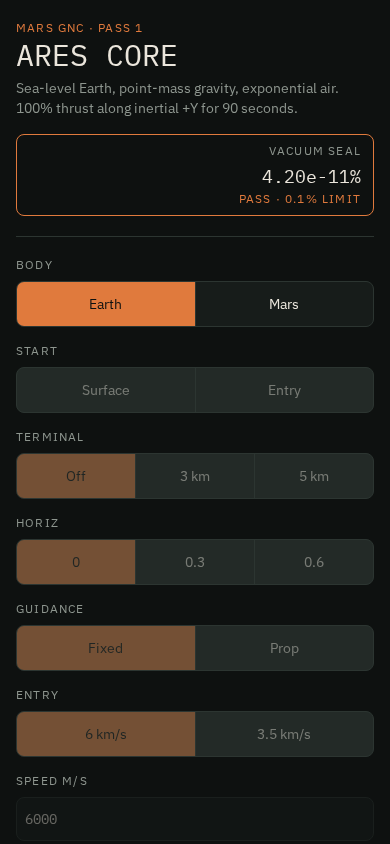 MARS GNC · PASS 1
ARES CORE
Sea-level Earth, point-mass gravity, exponential air.
100% thrust along inertial +Y for 90 seconds.
VACUUM SEAL
4.20e-11%
PASS · 0.1% LIMIT
BODY
Earth Mars
START
Surface Entry
TERMINAL
Off 3 km 5 km
HORIZ
0 0.3 0.6
GUIDANCE
Fixed Prop
ENTRY
6 km/s 3.5 km/s
SPEED M/S
6000